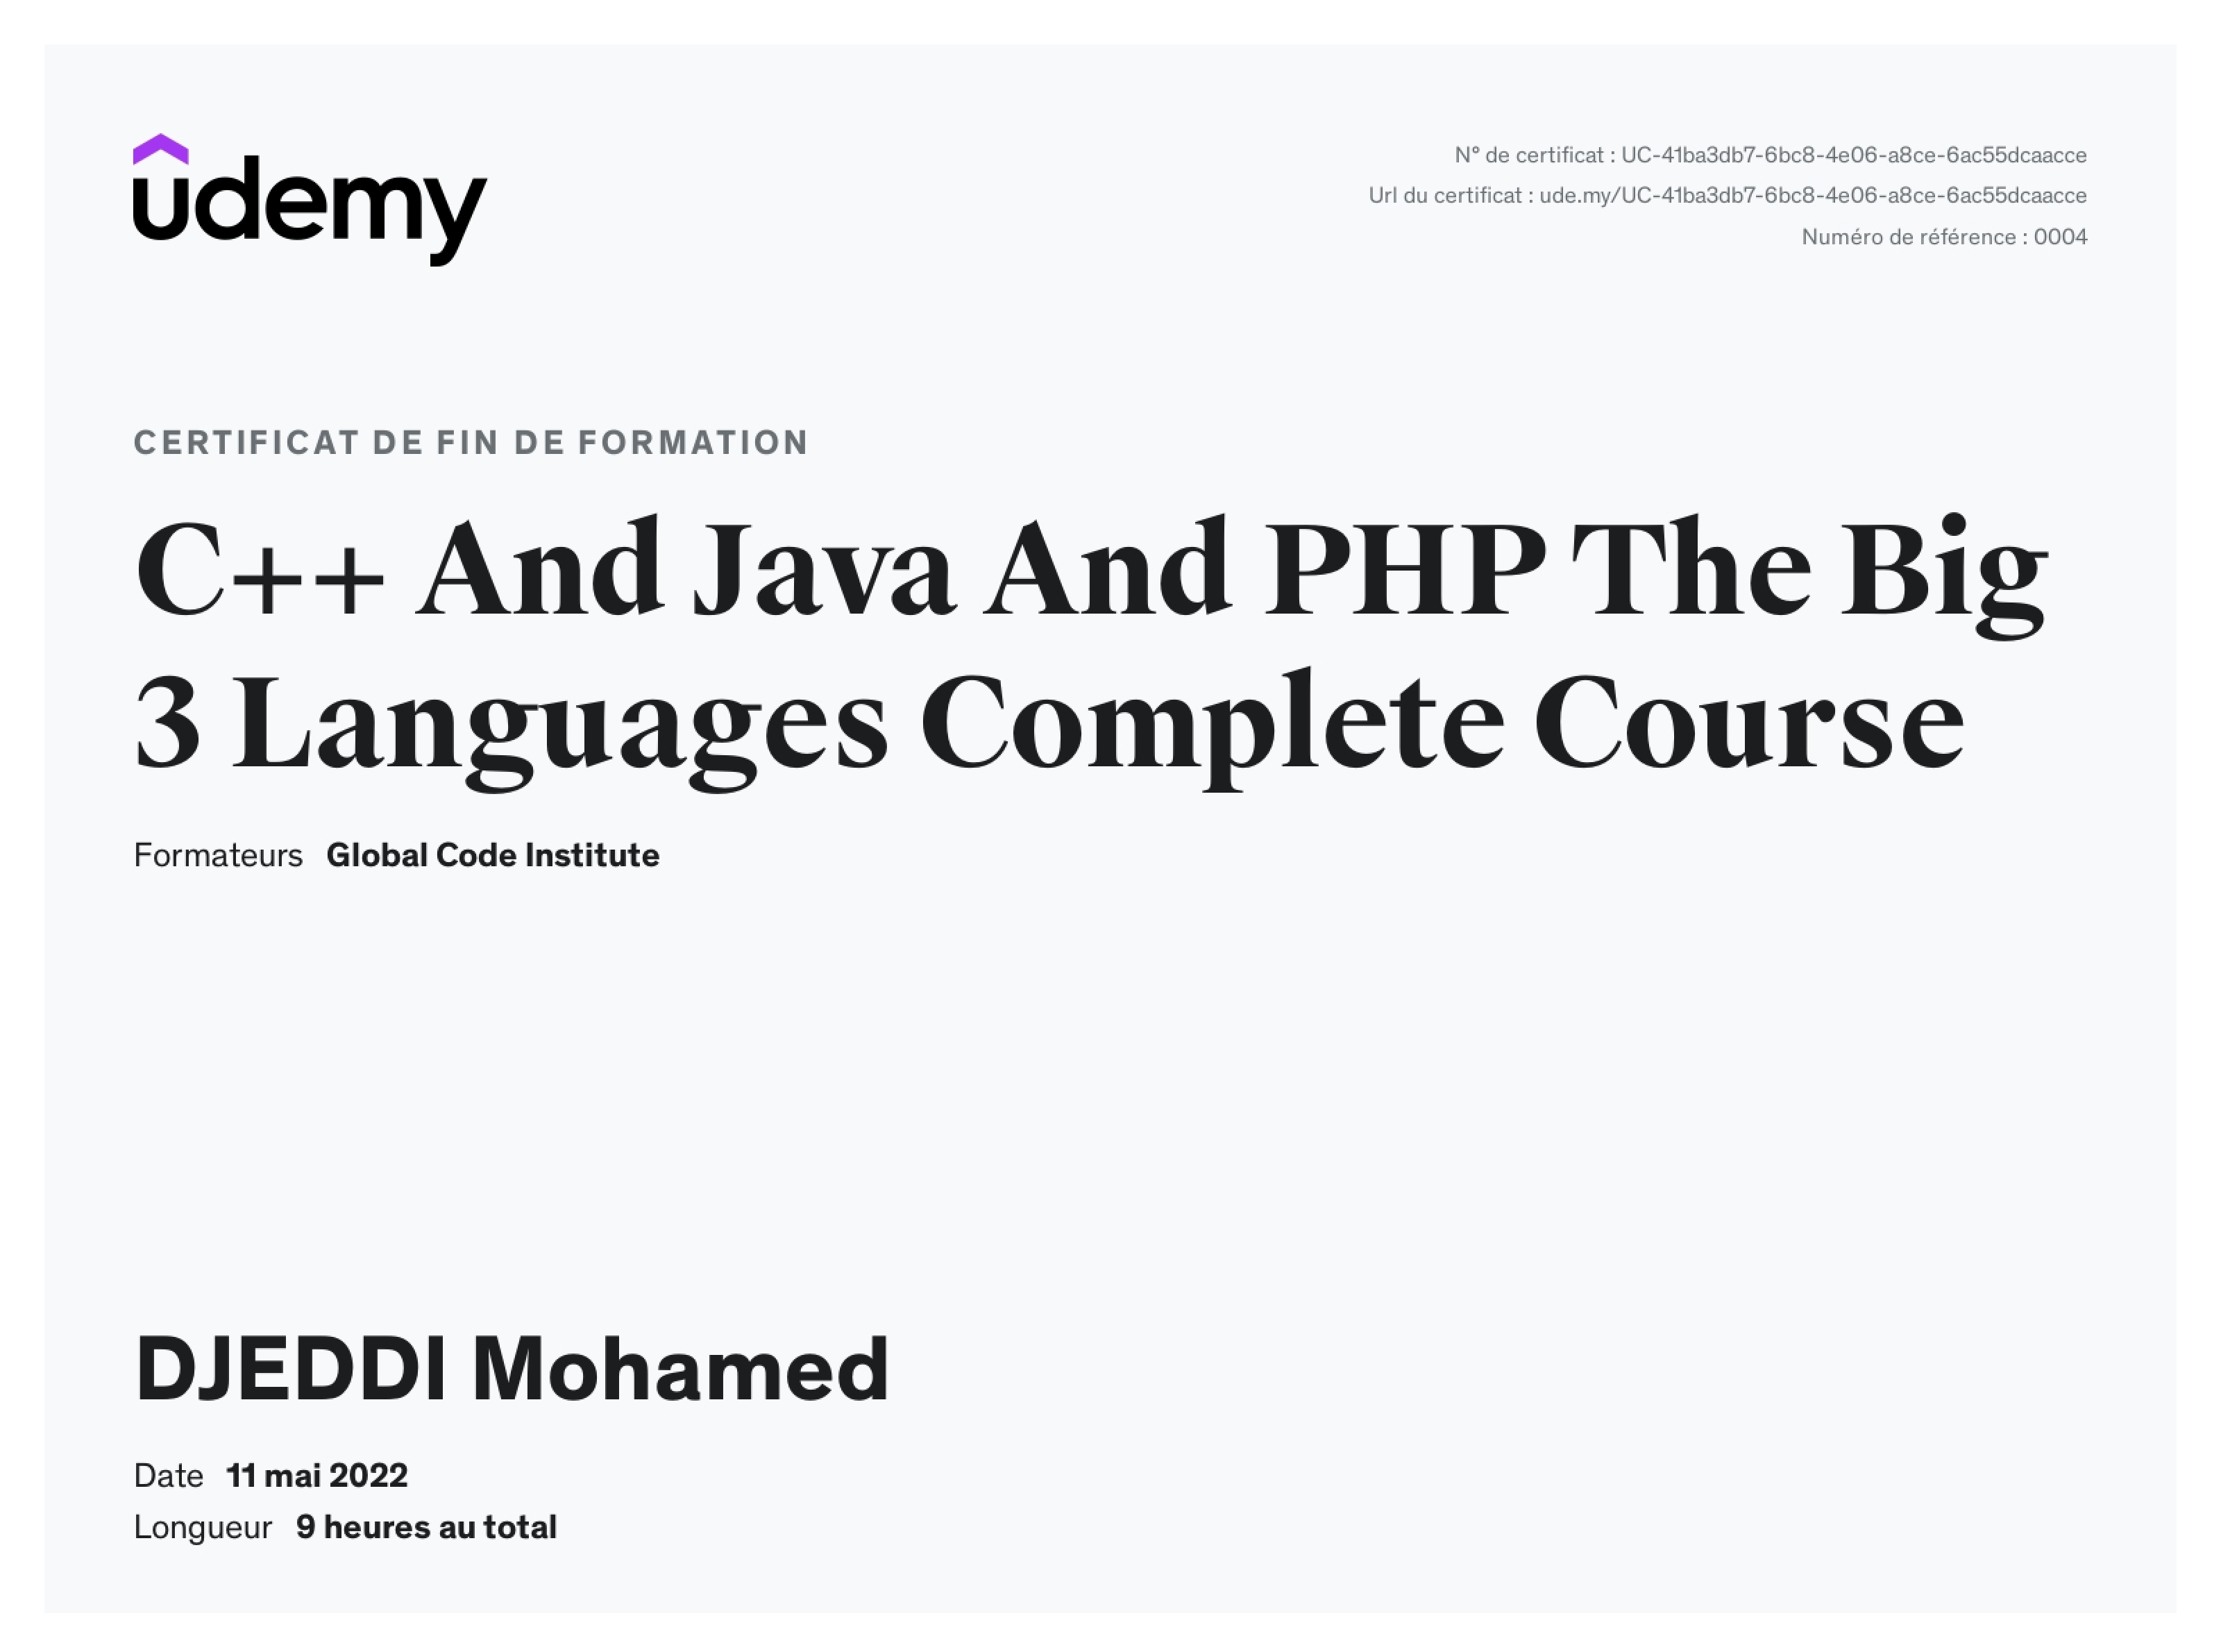 udemy
N° de certificat : UC-41ba3db7-6bc8-4e06-a8ce-6ac55dcaacce
Url du certificat : ude.my/UC-41ba3db7-6bc8-4e06-a8ce-6ac55dcaacce
Numéro de référence : 0004
CERTIFICAT DE FIN DE FORMATION
C++ And Java And PHP The Big
3 Languages Complete Course
Formateurs Global Code Institute
DJEDDI Mohamed
Date 11 mai 2022
Longueur 9 heures au total